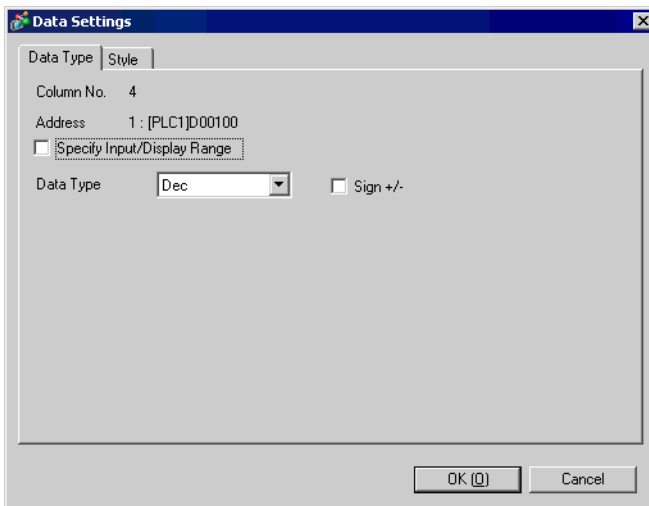 Data Settings
Data Type Style
Column No. 4
Address 1 : [PLC1]D00100
Specify Input/Display Range
Data Type Dec Sign +/-
OK (O) Cancel